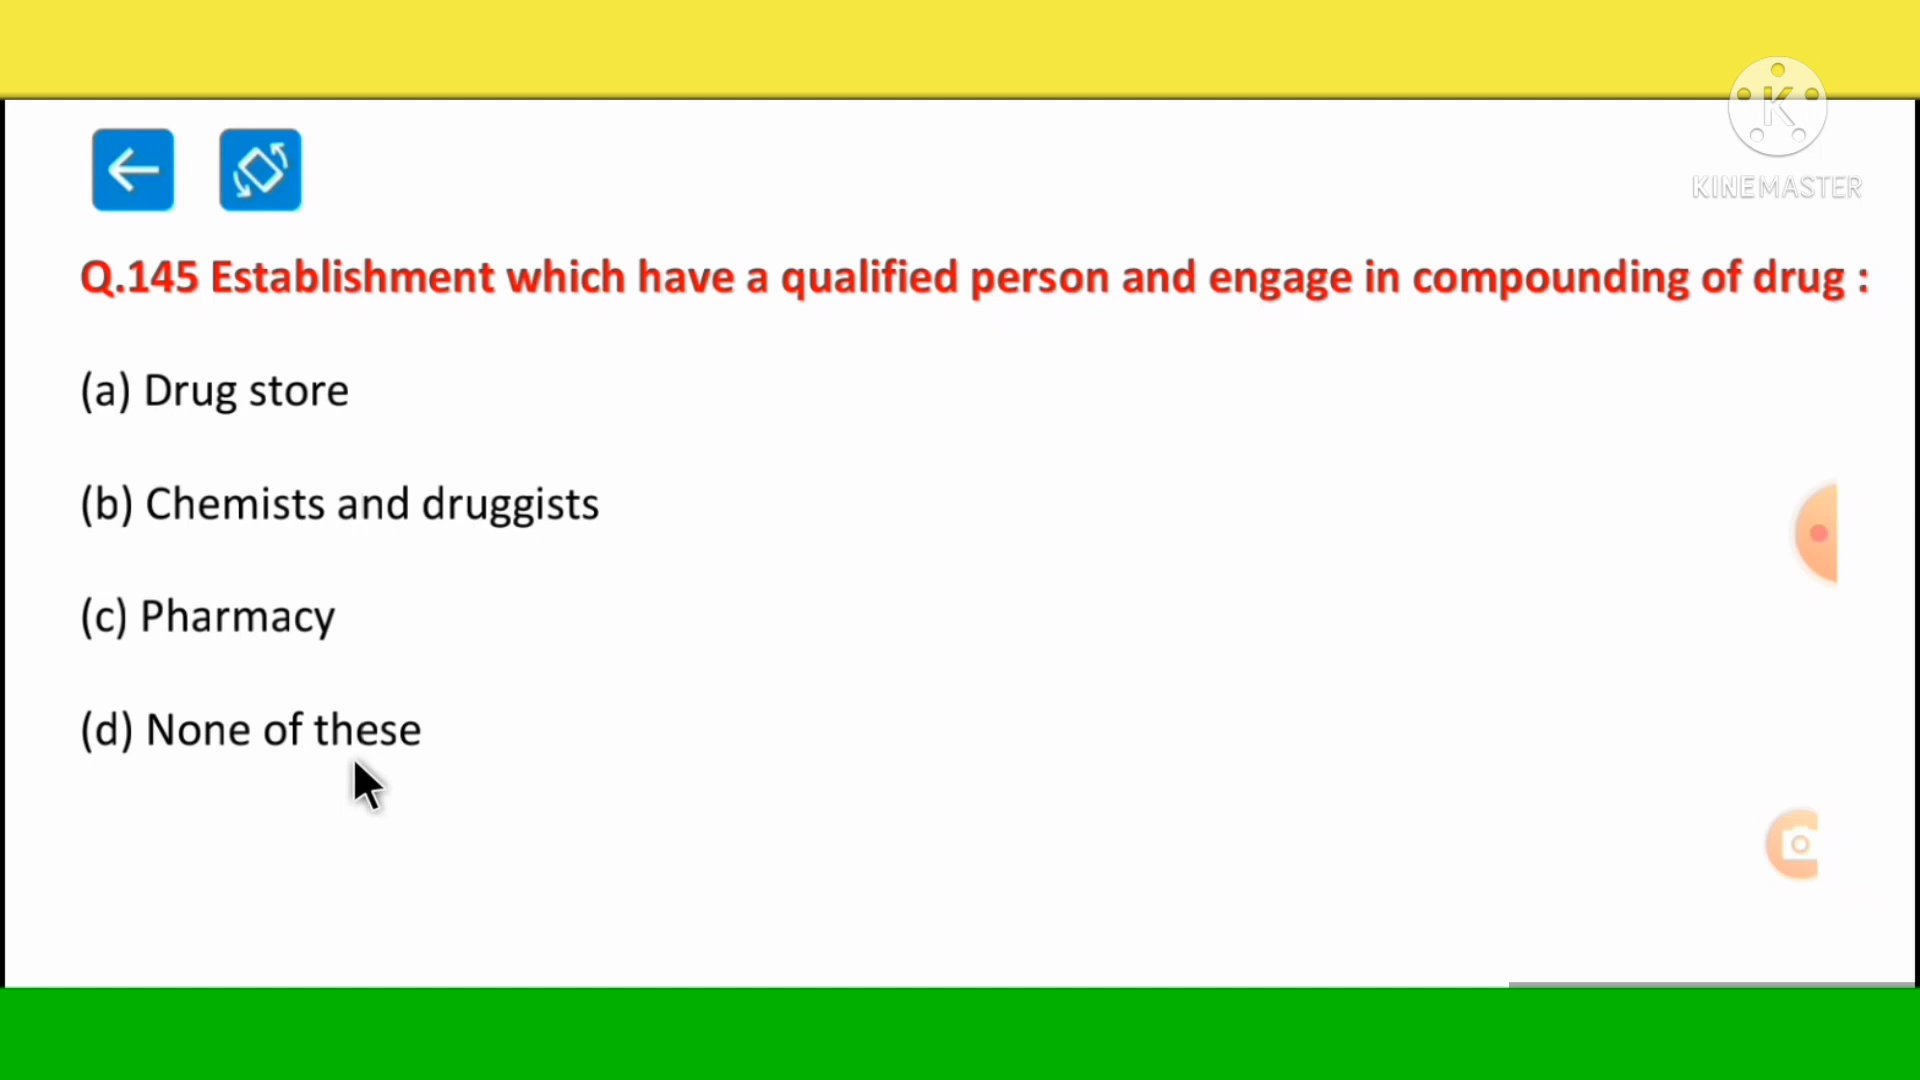 K
KINEMASTER
Q.145 Establishment which have a qualified person and engage in compounding of drug :
(a) Drug store
(b) Chemists and druggists
(c) Pharmacy
(d) None of these